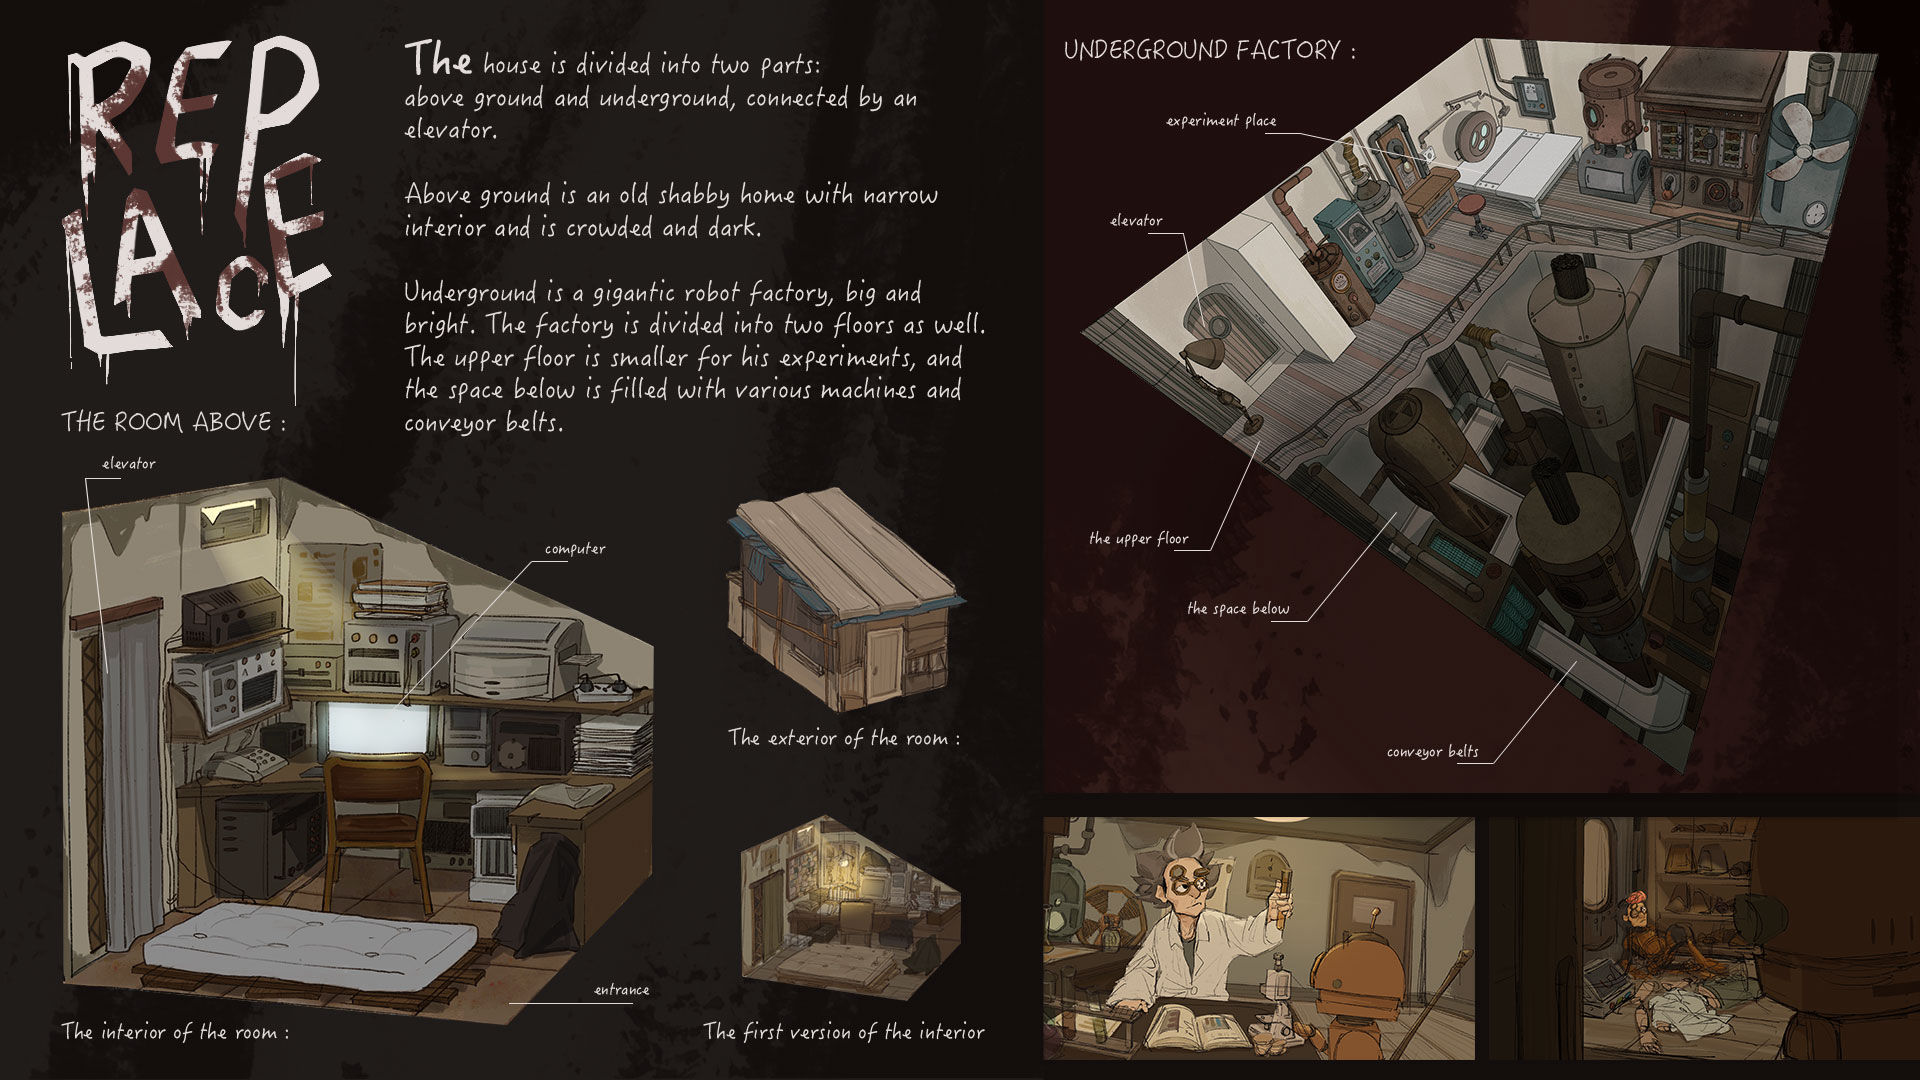 REP
LACE
The house is divided into two parts:
above ground and underground, connected by an
elevator.
Above ground is an old shabby home with narrow
interior and is crowded and dark.
Underground is a gigantic robot factory, big and
bright. The factory is divided into two floors as well.
The upper floor is smaller for his experiments, and
the space below is filled with various machines and
conveyor belts.
THE ROOM ABOVE :
elevator
computer
entrance
The interior of the room :
The exterior of the room :
The first version of the interior
UNDERGROUND FACTORY :
experiment place
elevator
the upper floor
the space below
conveyor belts